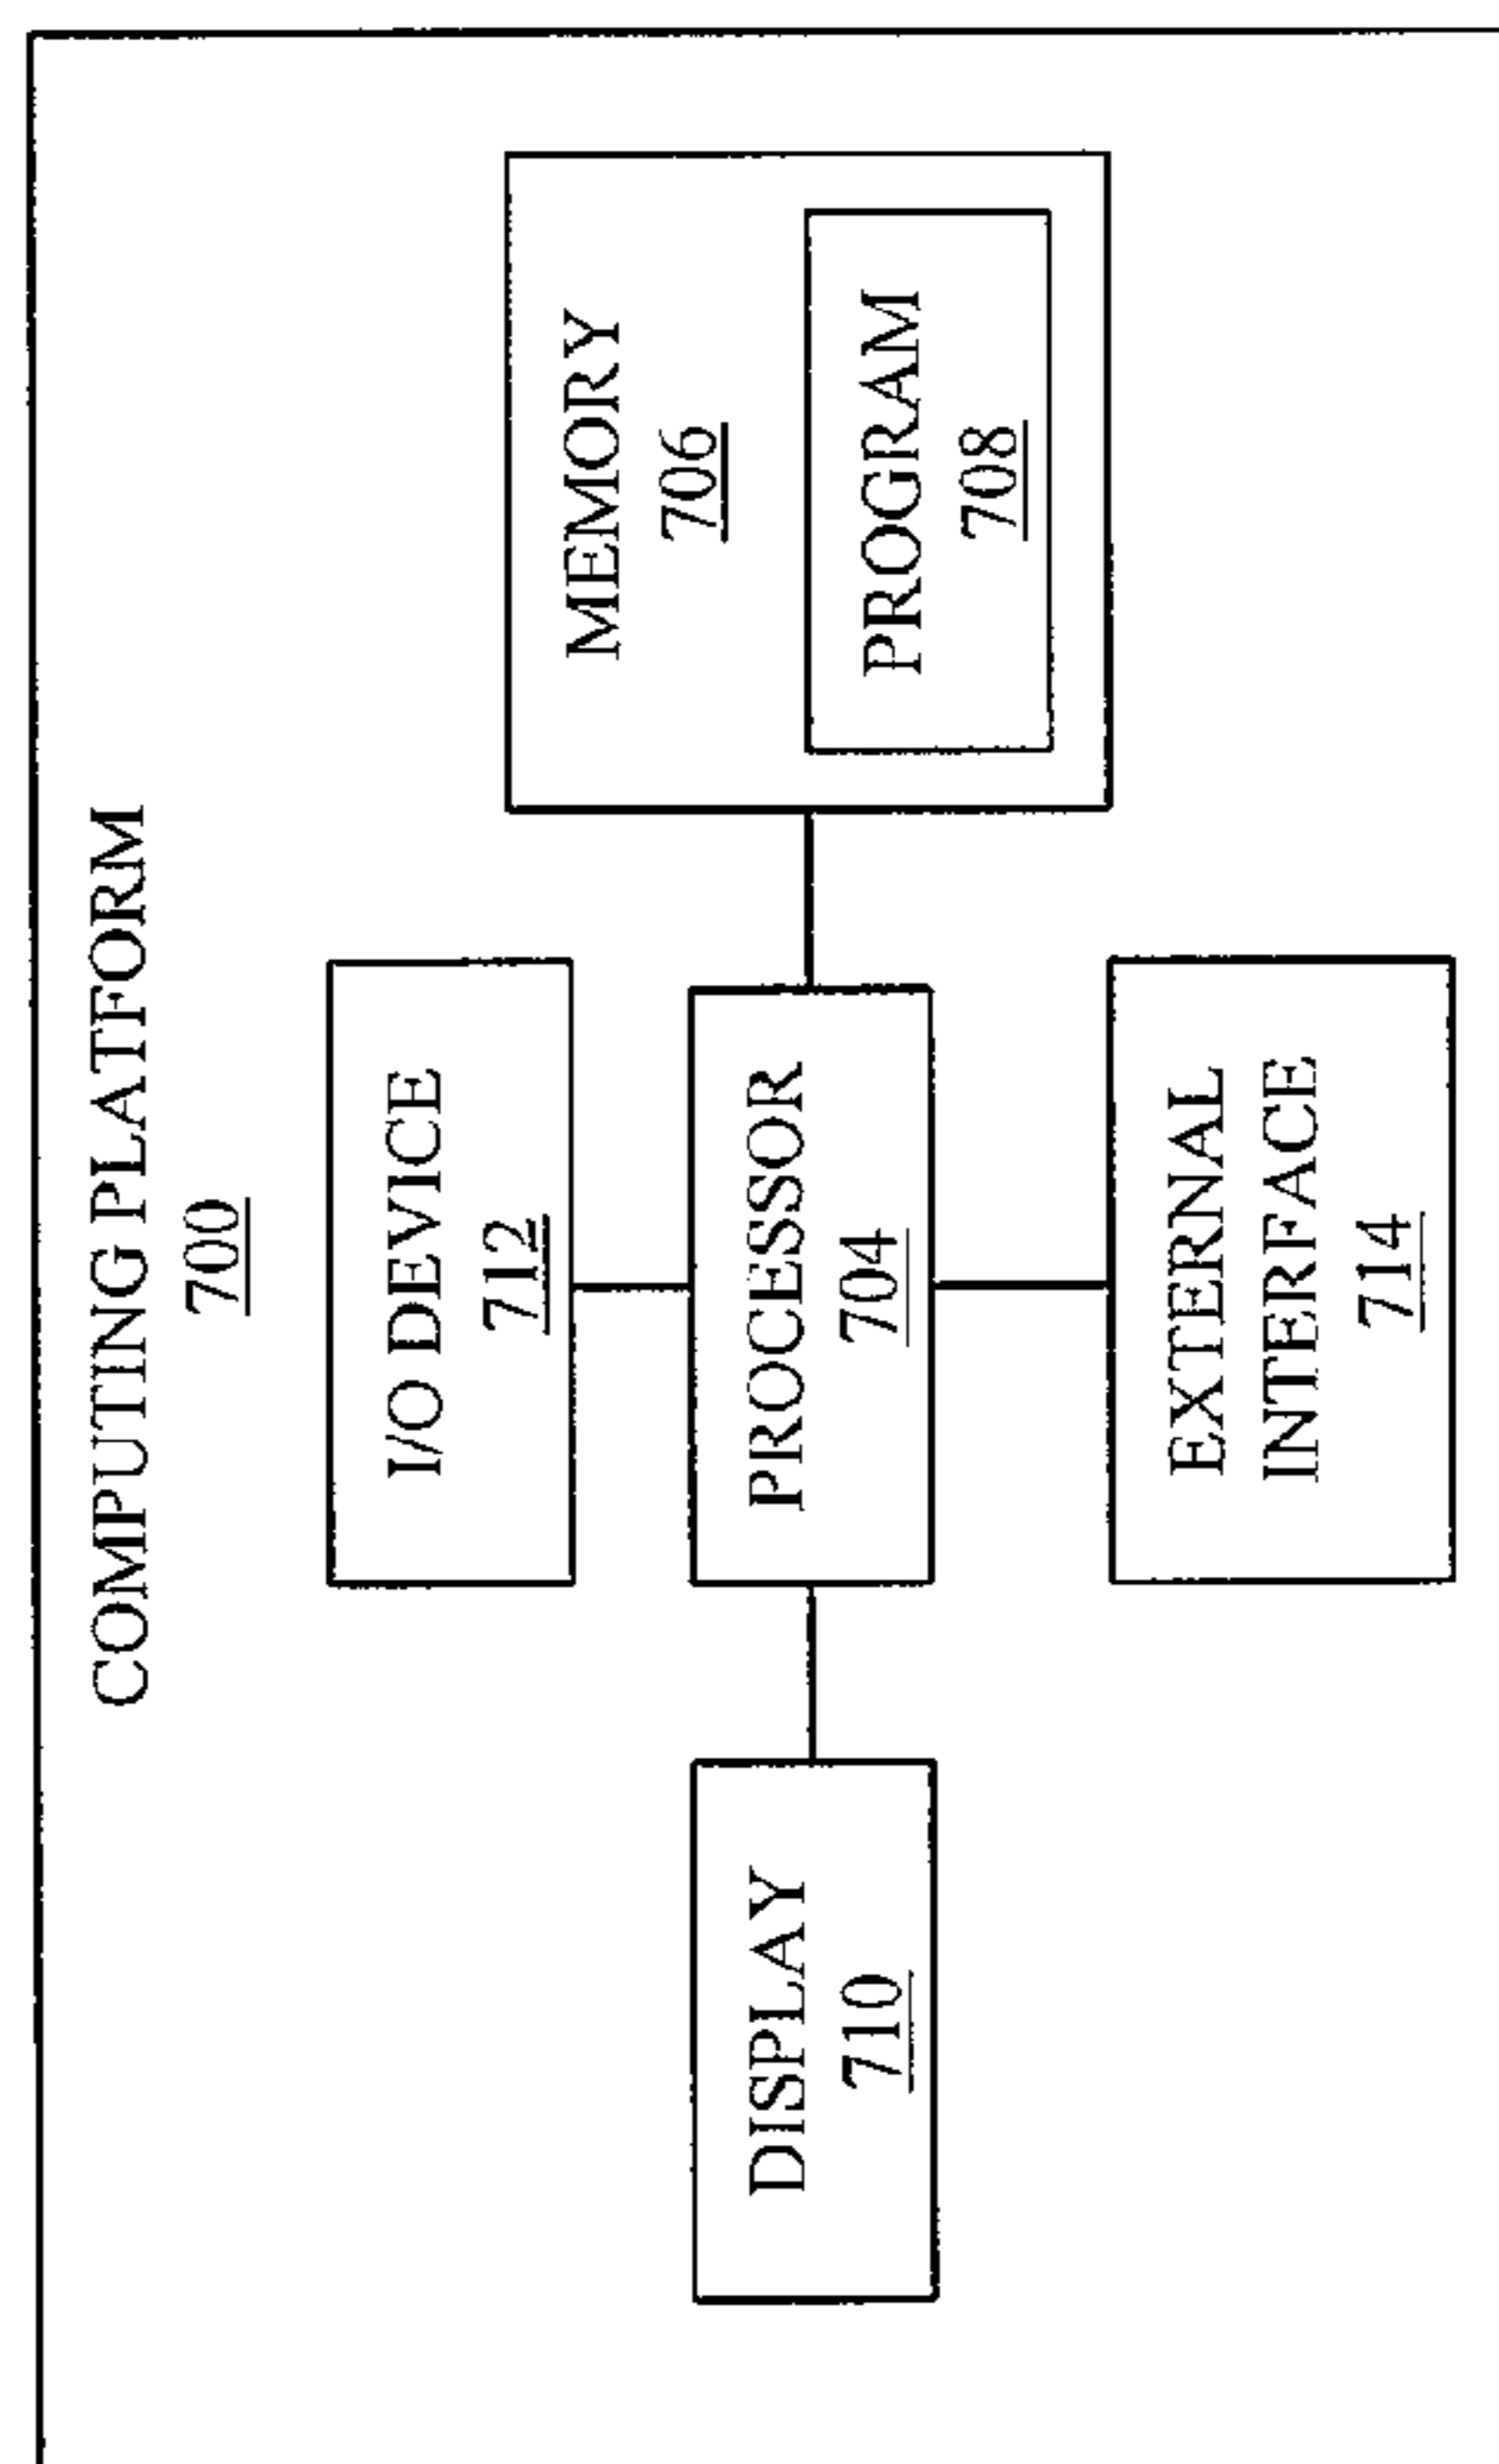 COMPUTING PLATFORM
700
I/O DEVICE
712
DISPLAY
710
PROCESSOR
704
MEMORY
706
PROGRAM
708
EXTERNAL
INTERFACE
714